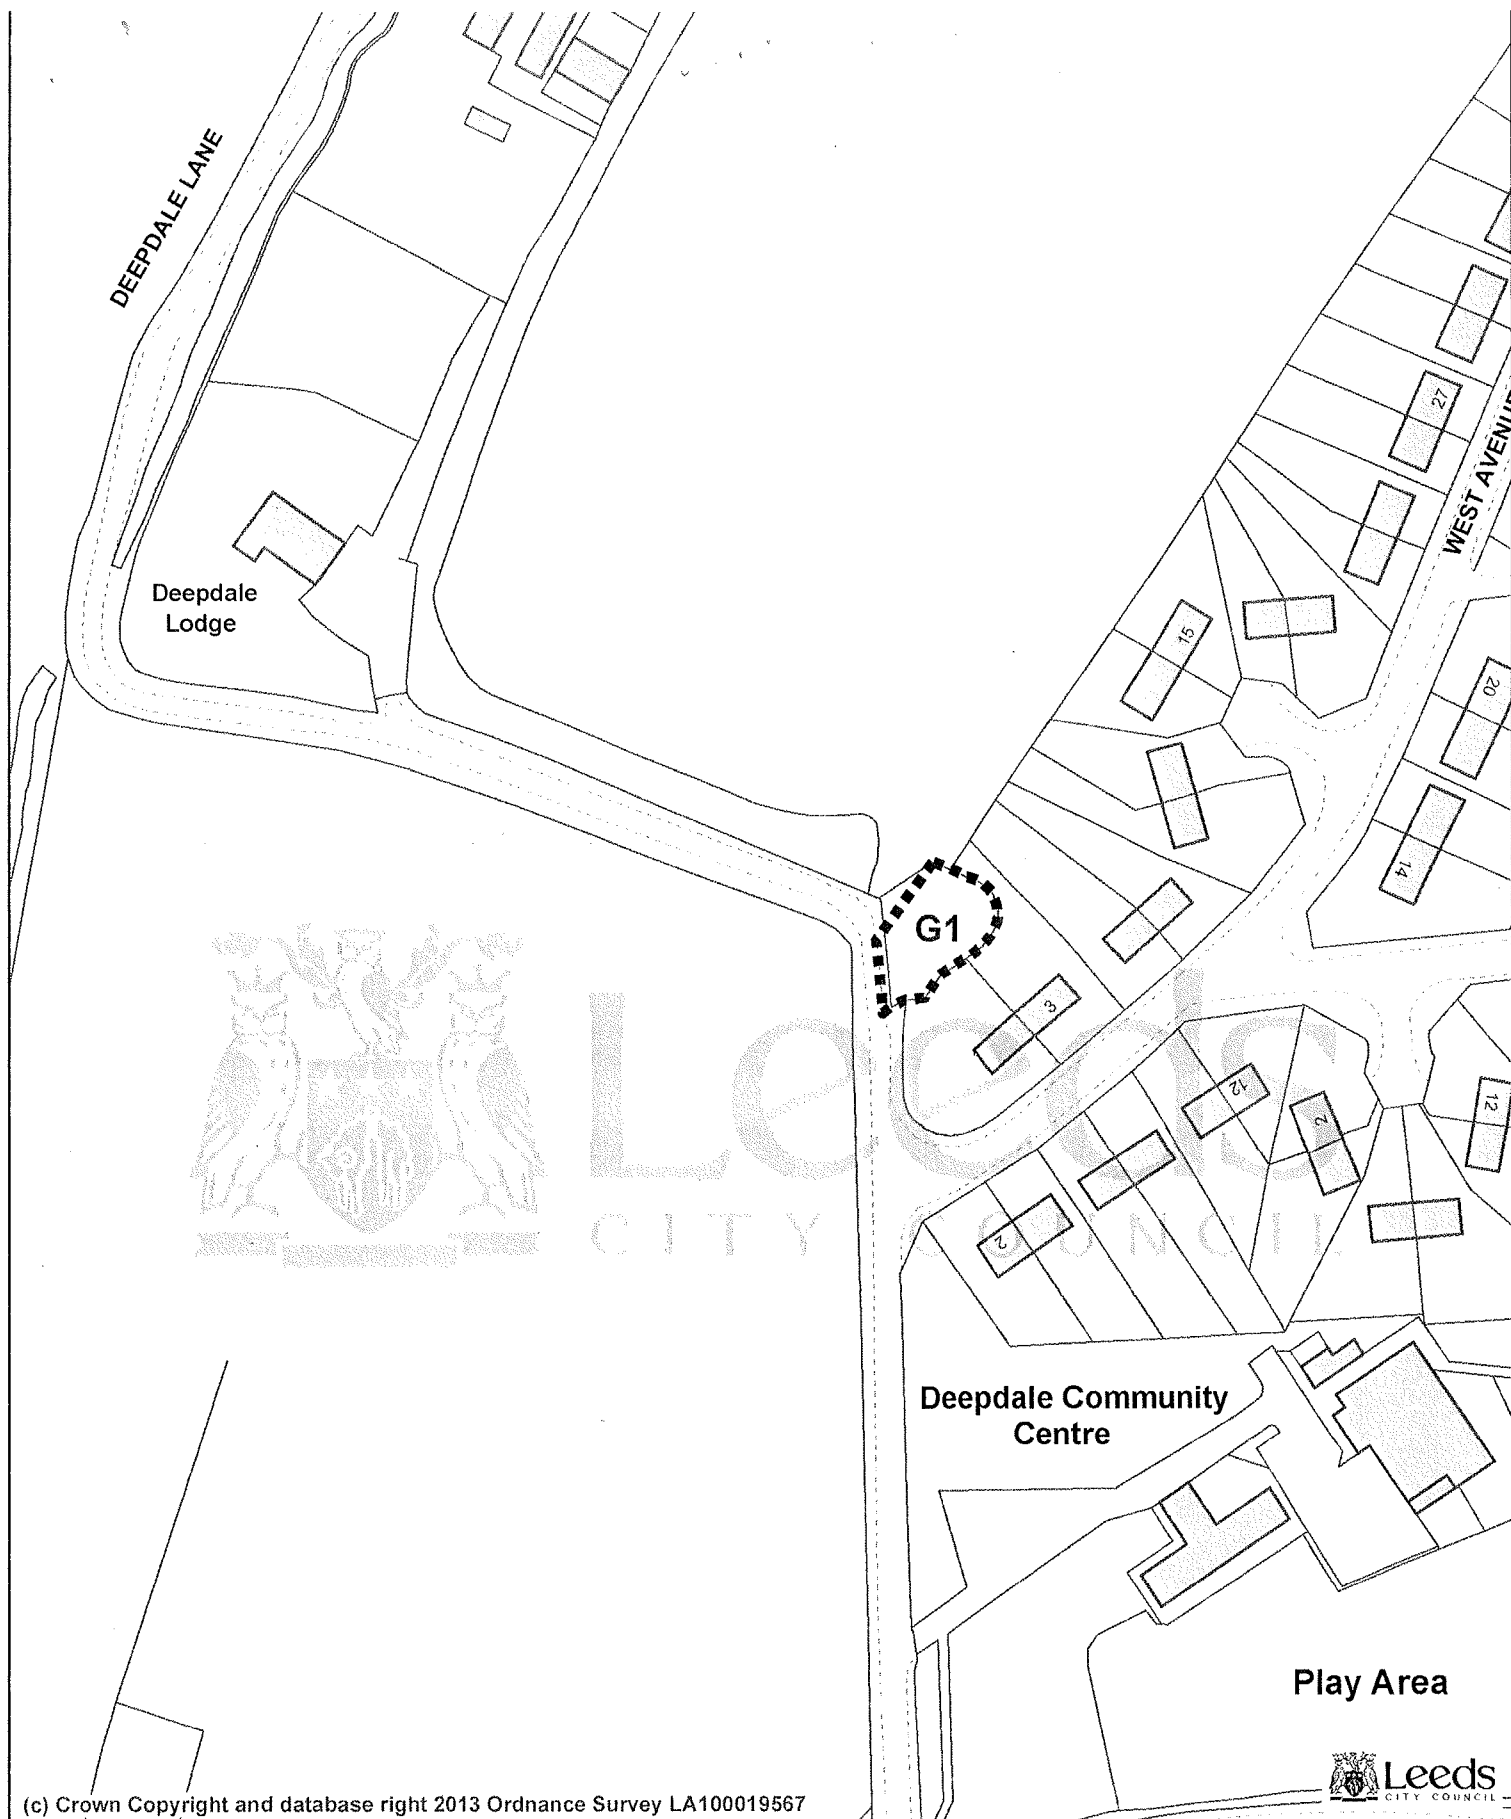 DEEPDALE LANE
27
WEST AVENUE
Deepdale
Lodge
15
20
14
G1
3
12
2
12
2
Leeds
CITY COUNCIL
Deepdale Community
Centre
Play Area
Leeds
CITY COUNCIL
(c) Crown Copyright and database right 2013 Ordnance Survey LA100019567